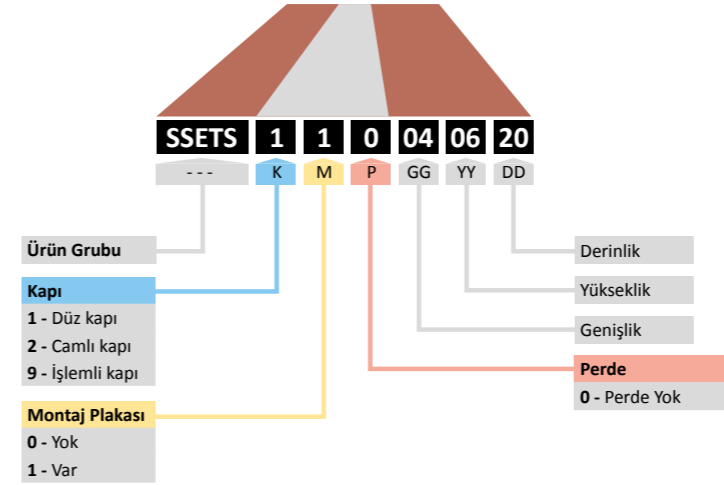 SSETS 1 1 0 04 06 20
- - - K M P GG YY DD
Ürün Grubu
Kapı
1 - Düz kapı
2 - Camlı kapı
9 - İşlemli kapı
Montaj Plakası
0 - Yok
1 - Var
Derinlik
Yükseklik
Genişlik
Perde
0 - Perde Yok